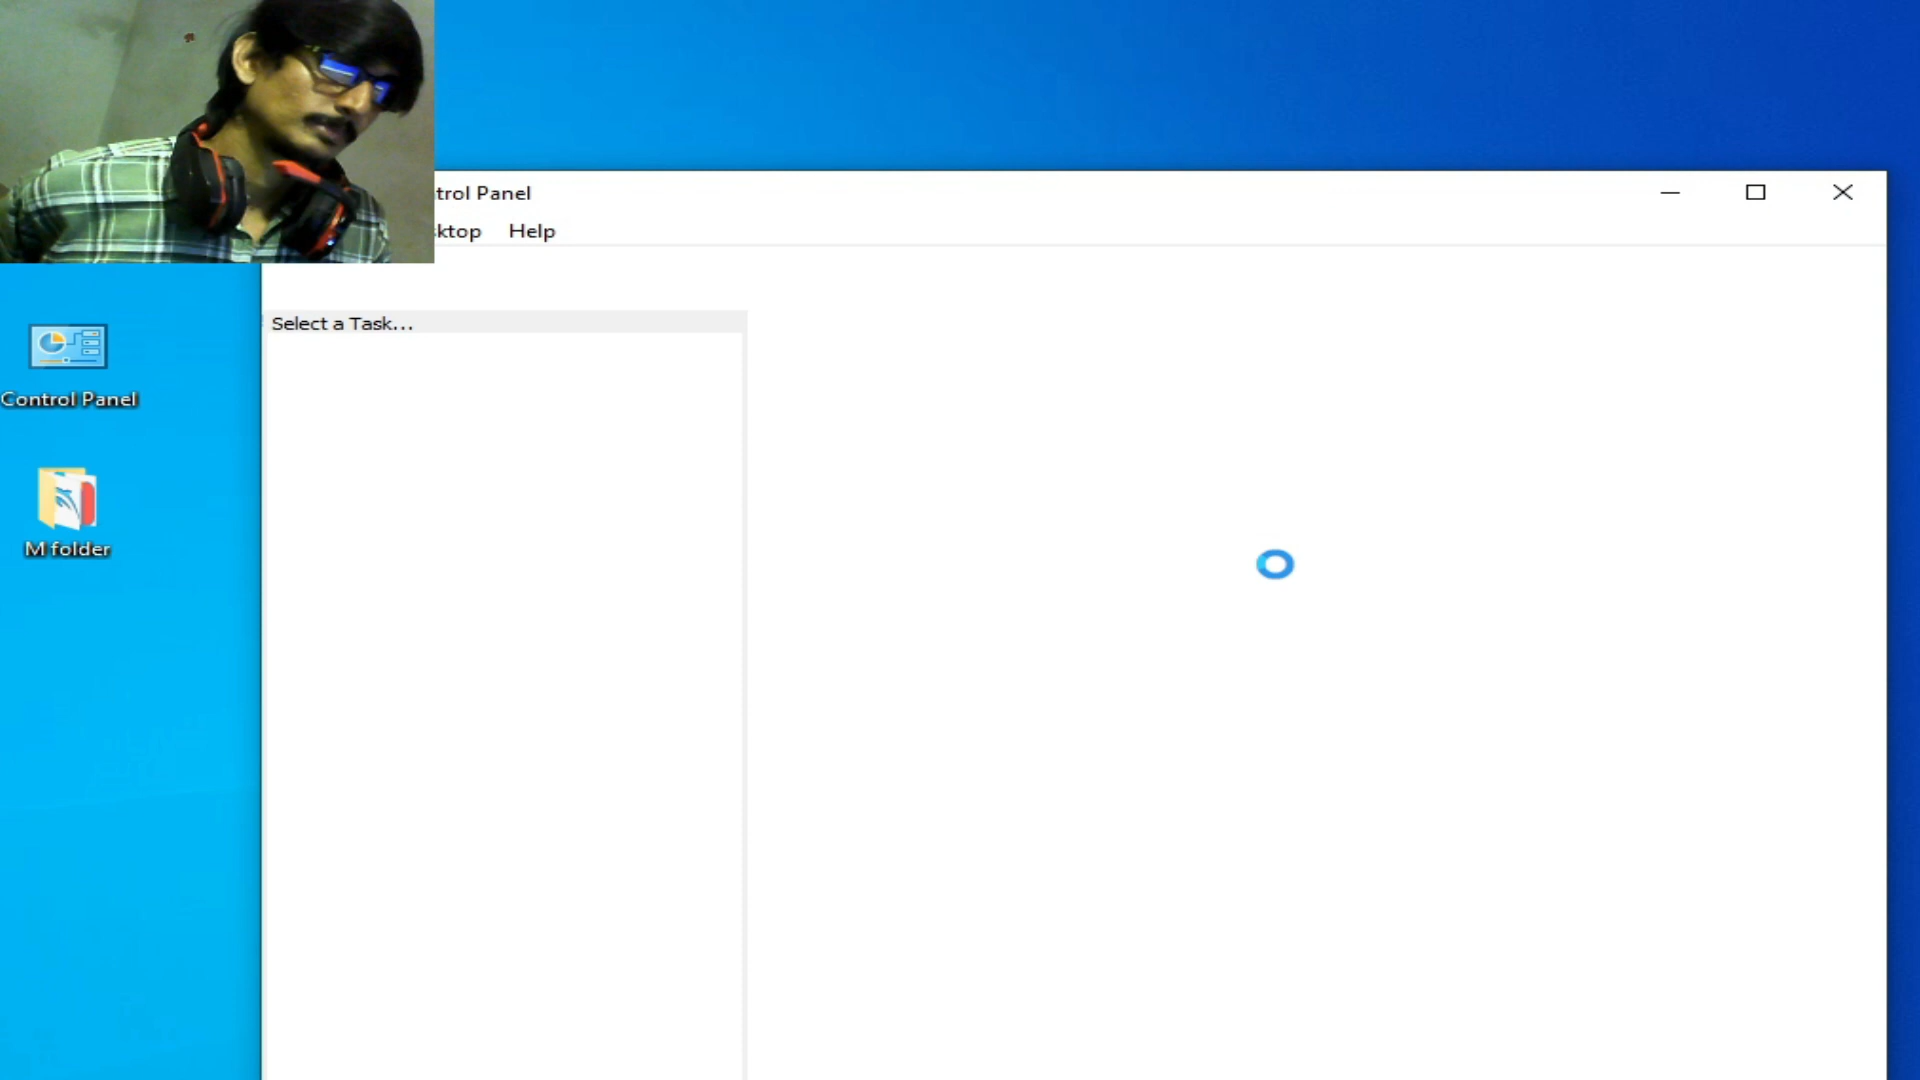 trol Panel
ktop Help
Select a Task...
Control Panel
M folder